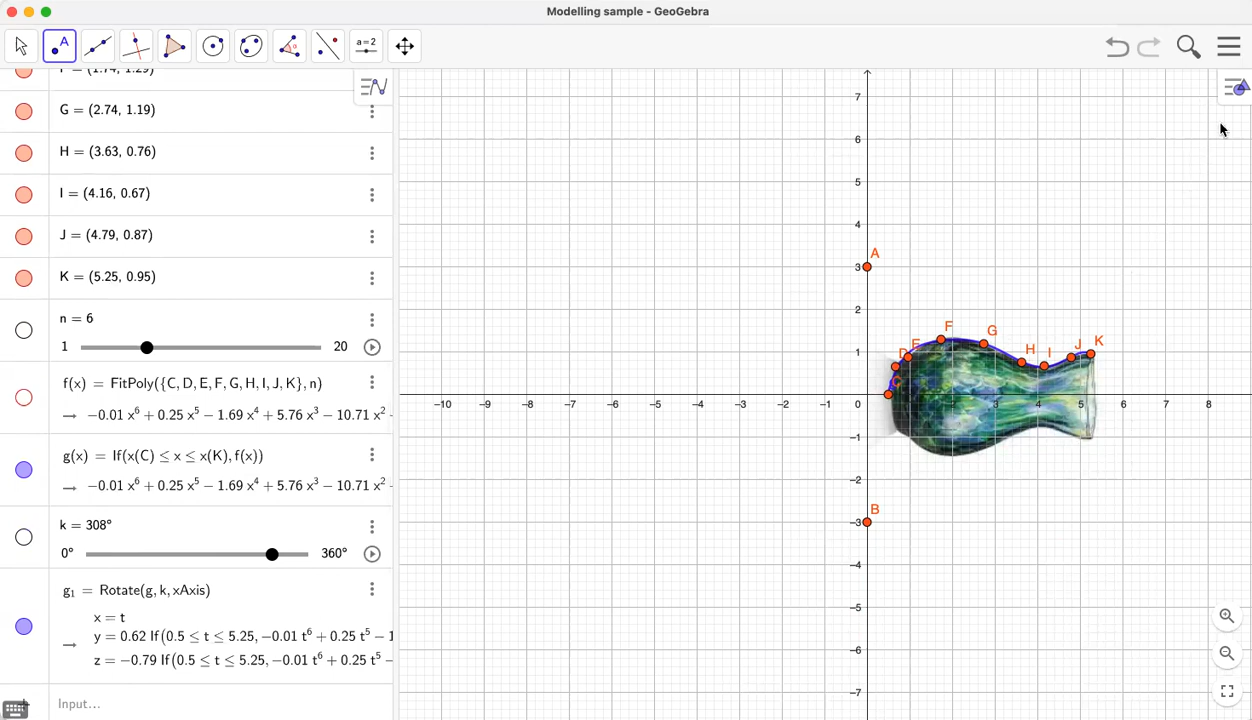 Modelling sample - GeoGebra
A
a=2
F = (1.74, 1.29)
G = (2.74, 1.19)
H = (3.63, 0.76)
I = (4.16, 0.67)
J = (4.79, 0.87)
K = (5.25, 0.95)
n = 6
1 20
f(x) = FitPoly({C, D, E, F, G, H, I, J, K}, n)
→ −0.01 x⁶ + 0.25 x⁵ − 1.69 x⁴ + 5.76 x³ − 10.71 x² -
g(x) = If(x(C) ≤ x ≤ x(K), f(x))
→ −0.01 x⁶ + 0.25 x⁵ − 1.69 x⁴ + 5.76 x³ − 10.71 x² -
k = 308°
0° 360°
g₁ = Rotate(g, k, xAxis)
x = t
→ y = 0.62 If(0.5 ≤ t ≤ 5.25, −0.01 t⁶ + 0.25 t⁵ − 1
z = −0.79 If(0.5 ≤ t ≤ 5.25, −0.01 t⁶ + 0.25 t⁵ −
Input...
7
6
5
4
A
3
2
F
G
E
D
H
I
J
K
1
C
−10 −9 −8 −7 −6 −5 −4 −3 −2 −1 0 2 3 4 5 6 7 8
−1
−2
B
−3
−4
−5
−6
−7